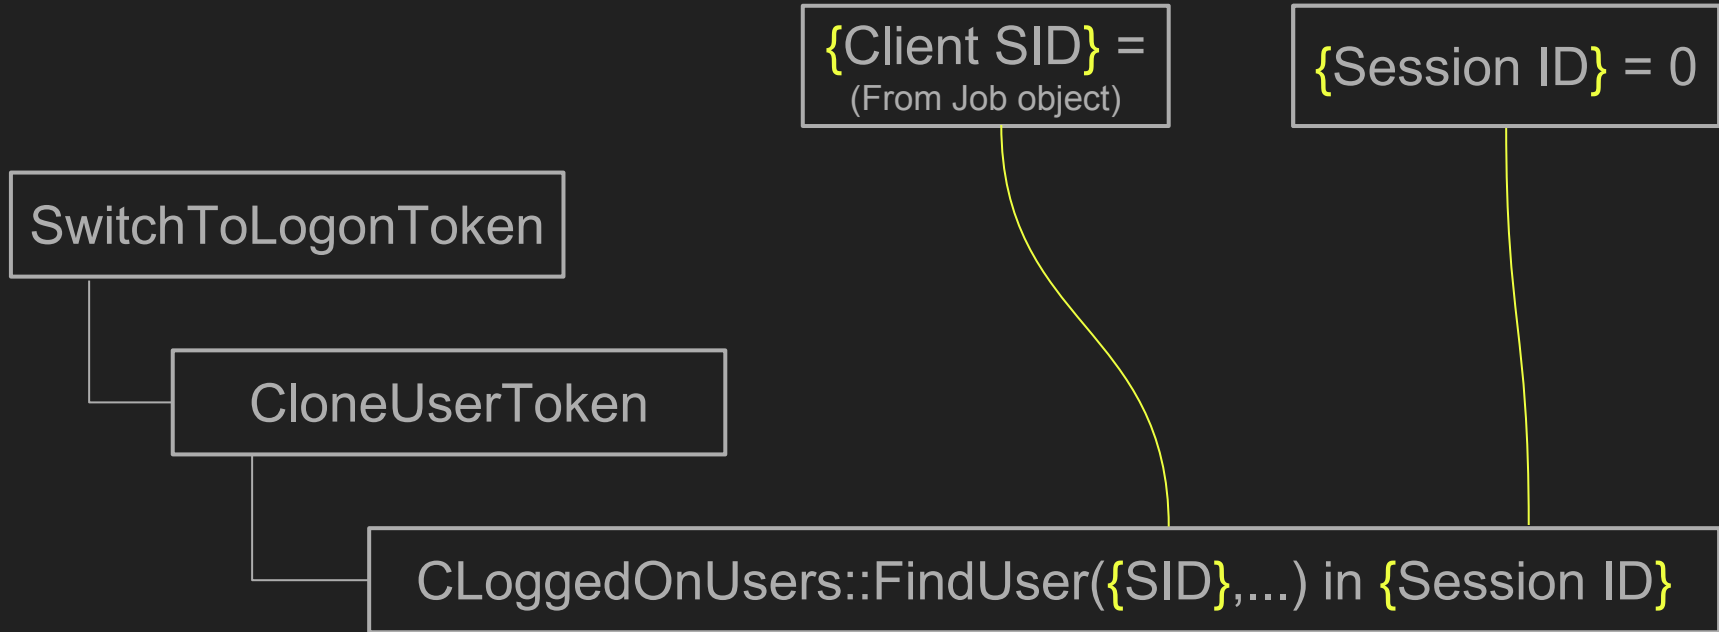 {Client SID} =
(From Job object)
{Session ID} = 0
SwitchToLogonToken
CloneUserToken
CLoggedOnUsers::FindUser({SID},...) in {Session ID}